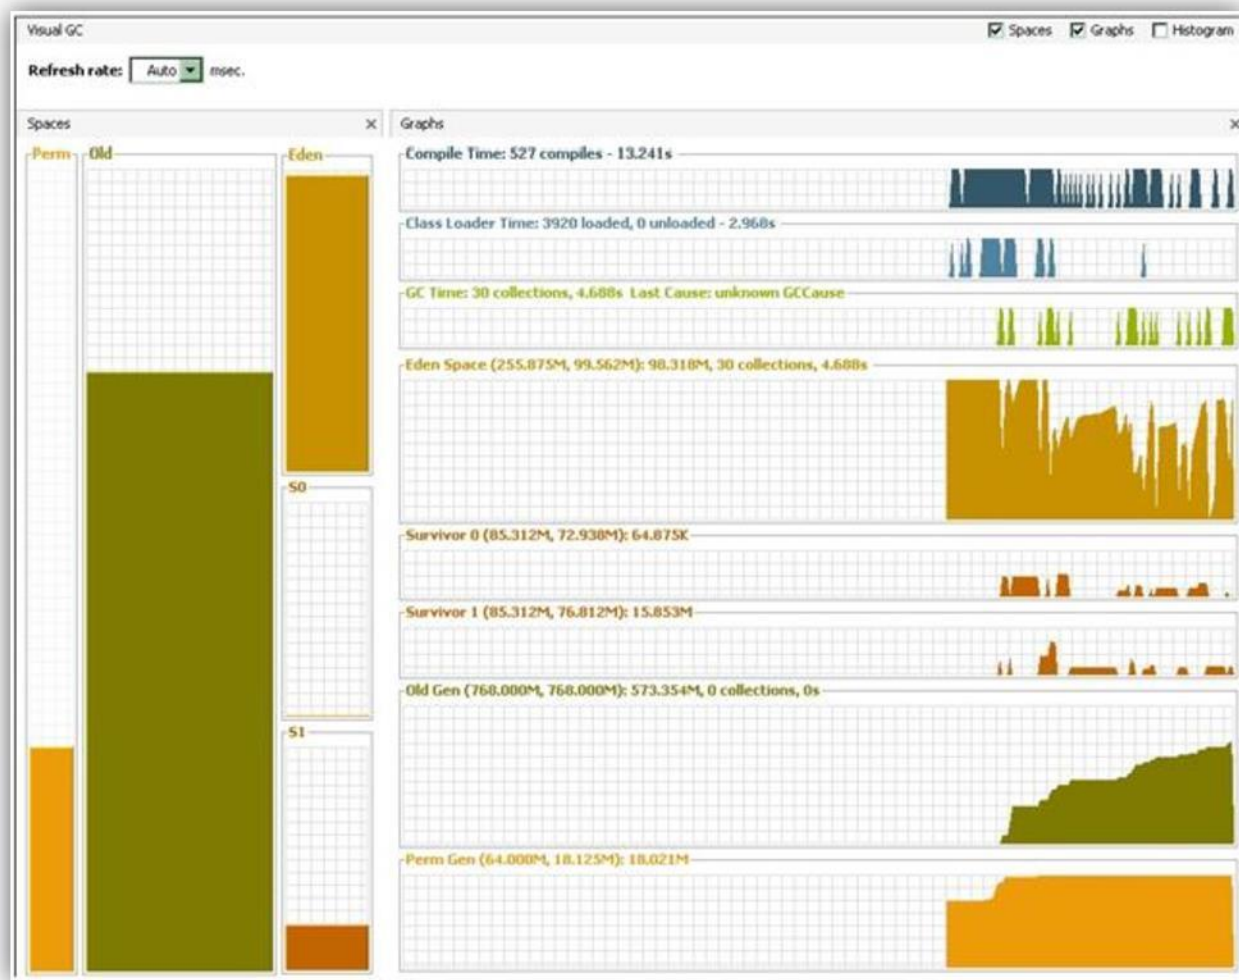 Visual GC
Spaces Graphs Histogram
Refresh rate: Auto msec.
Spaces
Graphs
Perm
Old
Eden
S0
S1
Compile Time: 527 compiles - 13.241s
Class Loader Time: 3920 loaded, 0 unloaded - 2.968s
GC Time: 30 collections, 4.688s Last Cause: unknown GCCause
Eden Space (255.875M, 99.562M): 98.318M, 30 collections, 4.688s
Survivor 0 (85.312M, 72.938M): 64.875K
Survivor 1 (85.312M, 76.812M): 15.853M
Old Gen (768.000M, 768.000M): 573.354M, 0 collections, 0s
Perm Gen (64.000M, 18.125M): 18.021M